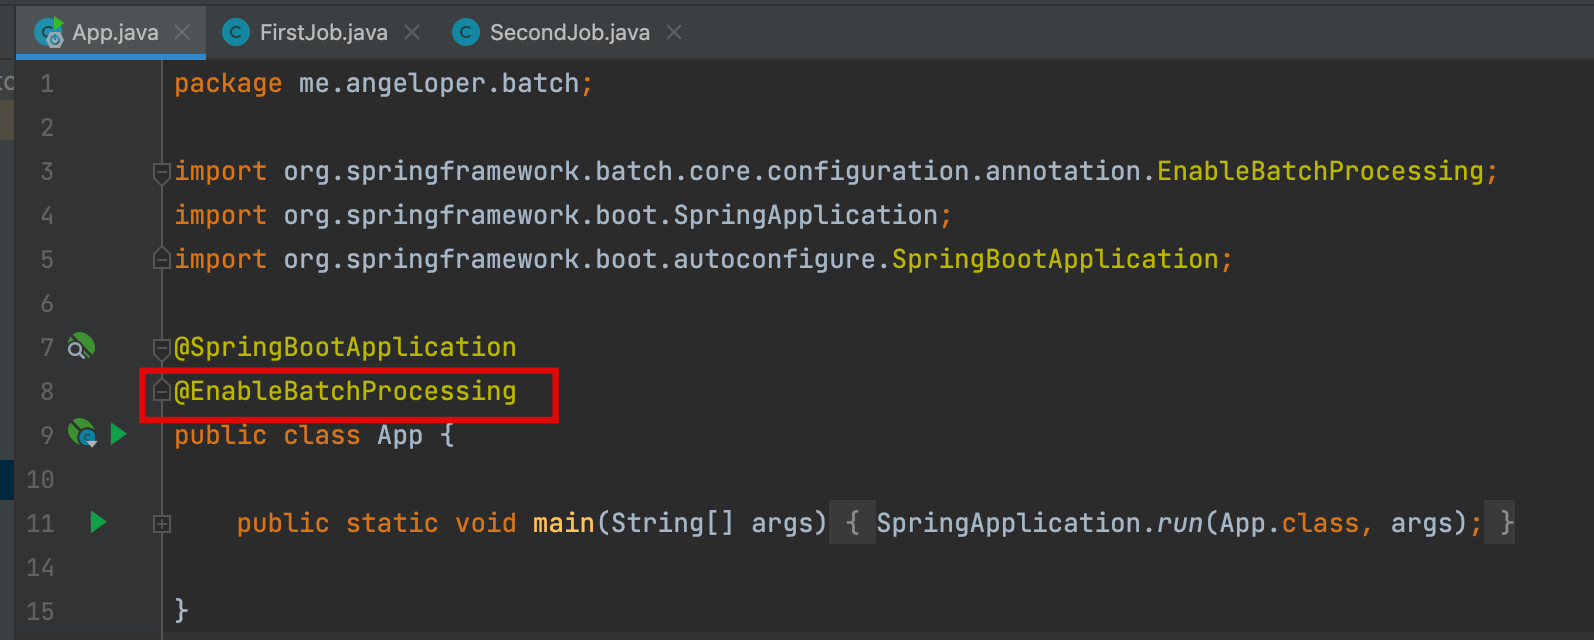 App.java FirstJob.java SecondJob.java
1 package me.angeloper.batch;
2
3 import org.springframework.batch.core.configuration.annotation.EnableBatchProcessing;
4 import org.springframework.boot.SpringApplication;
5 import org.springframework.boot.autoconfigure.SpringBootApplication;
6
7 @SpringBootApplication
8 @EnableBatchProcessing
9 public class App {
10
11 public static void main(String[] args) { SpringApplication.run(App.class, args); }
14
15 }